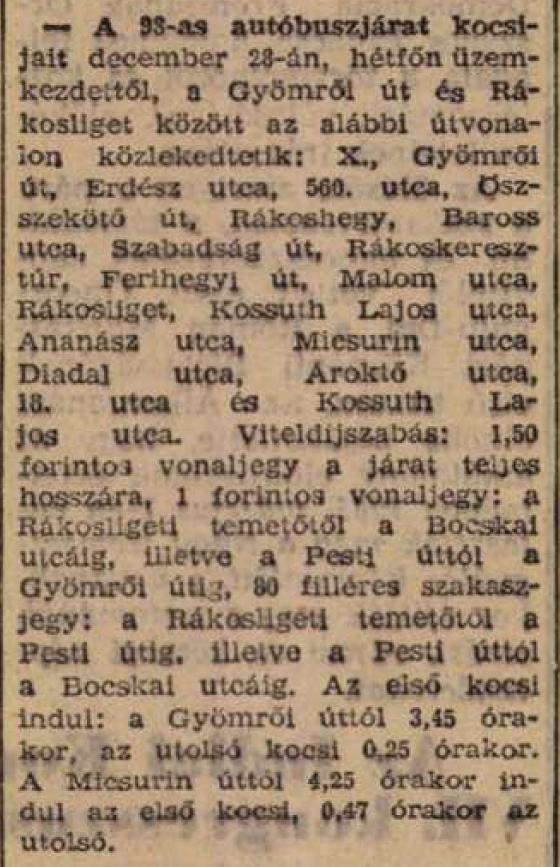 — A 98-as autóbuszjárat kocsi-
jait december 28-án, hétfőn üzem-
kezdettől, a Gyömrői út és Rá-
kosliget között az alábbi útvona-
lon közlekedtetik: X., Gyömrői
út, Erdész utca, 560. utca, Ösz-
szekötő út, Rákoshegy, Baross
utca, Szabadság út, Rákoskeresz-
túr, Ferihegyi út, Malom utca,
Rákosliget, Kossuth Lajos utca,
Ananász utca, Micsurin utca,
Diadal utca, Ároktő utca,
18. utca és Kossuth La-
jos utca. Viteldíjszabás: 1,50
forintos vonaljegy a járat teljes
hosszára, 1 forintos vonaljegy: a
Rákosligeti temetőtől a Bocskai
utcáig, illetve a Pesti úttól a
Gyömrői útig, 80 filléres szakasz-
jegy: a Rákosligeti temetőtől a
Pesti útig, illetve a Pesti úttól
a Bocskai utcáig. Az első kocsi
indul: a Gyömrői úttól 3,45 óra-
kor, az utolsó kocsi 0,25 órakor.
A Micsurin úttól 4,25 órakor in-
dul az első kocsi, 0,47 órakor az
utolsó.